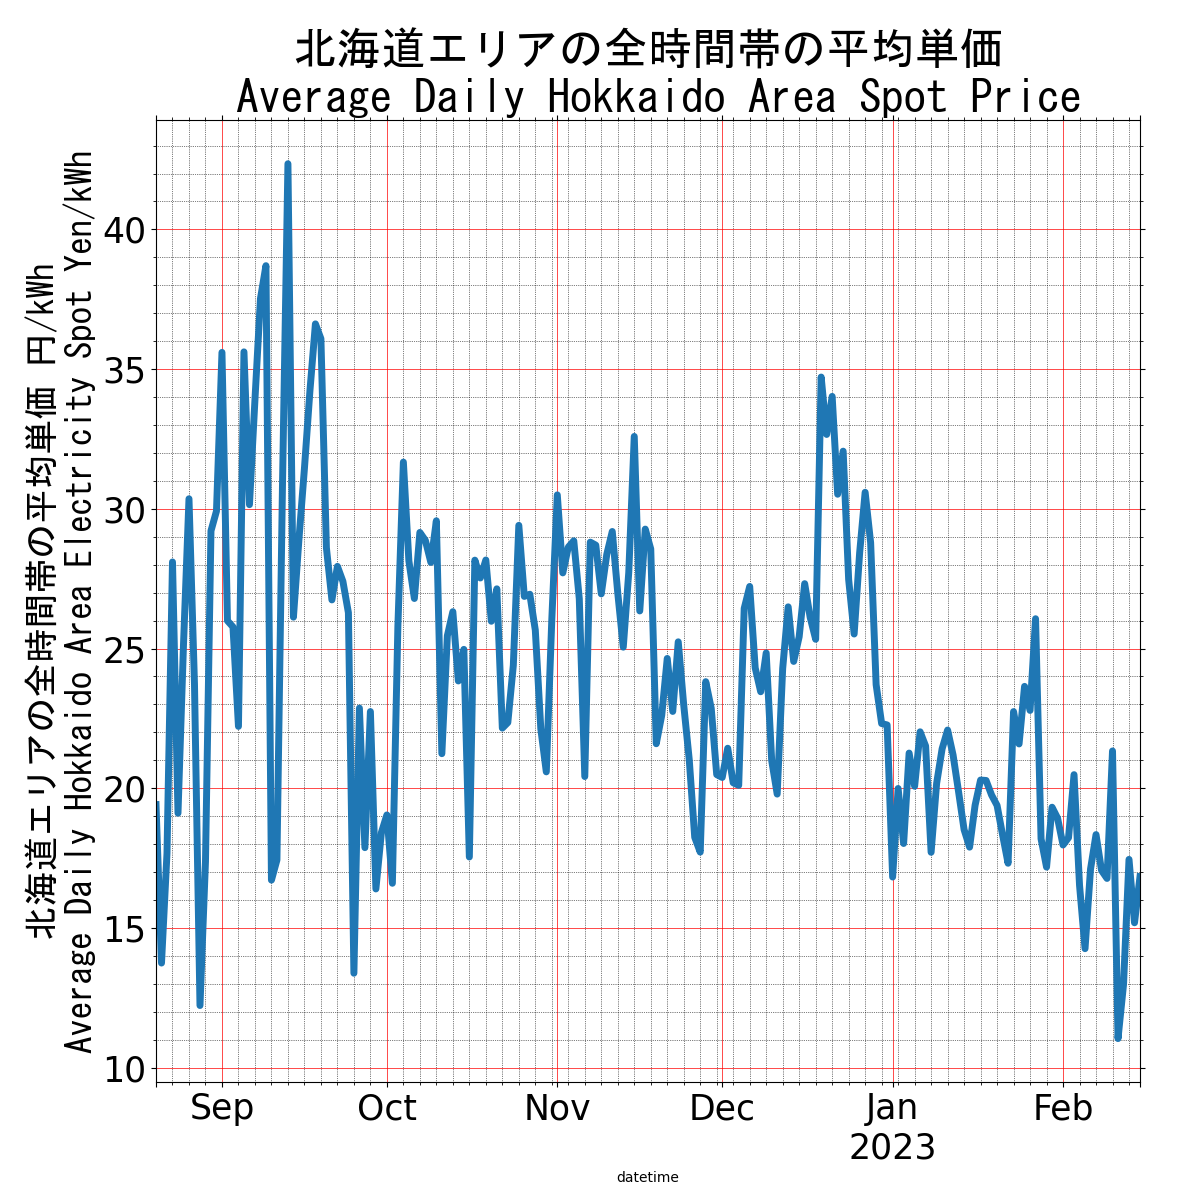 北海道エリアの全時間帯の平均単価
Average Daily Hokkaido Area Spot Price
北海道エリアの全時間帯の平均単価 円/kWh
Average Daily Hokkaido Area Electricity Spot Yen/kWh
40
35
30
25
20
15
10
Sep Oct Nov Dec Jan Feb
2023
datetime